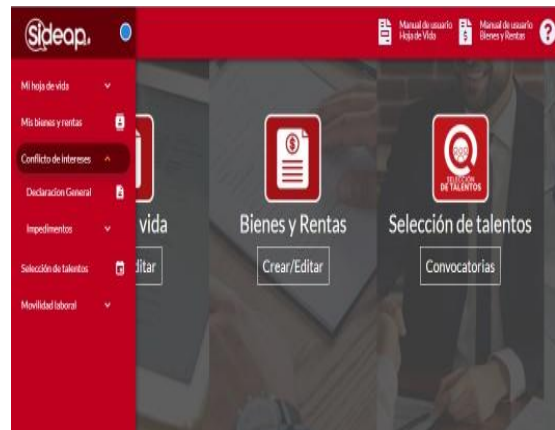 Sideap.
Manual de usuario
Hoja de Vida
Manual de usuario
Bienes y Rentas
?
Mi hoja de vida
Mis bienes y rentas
Conflicto de intereses
Declaracion General
Impedimentos
Selección de talentos
Movilidad laboral
vida
ditar
Bienes y Rentas
Crear/Editar
SELECCIÓN
DE TALENTOS
Selección de talentos
Convocatorias